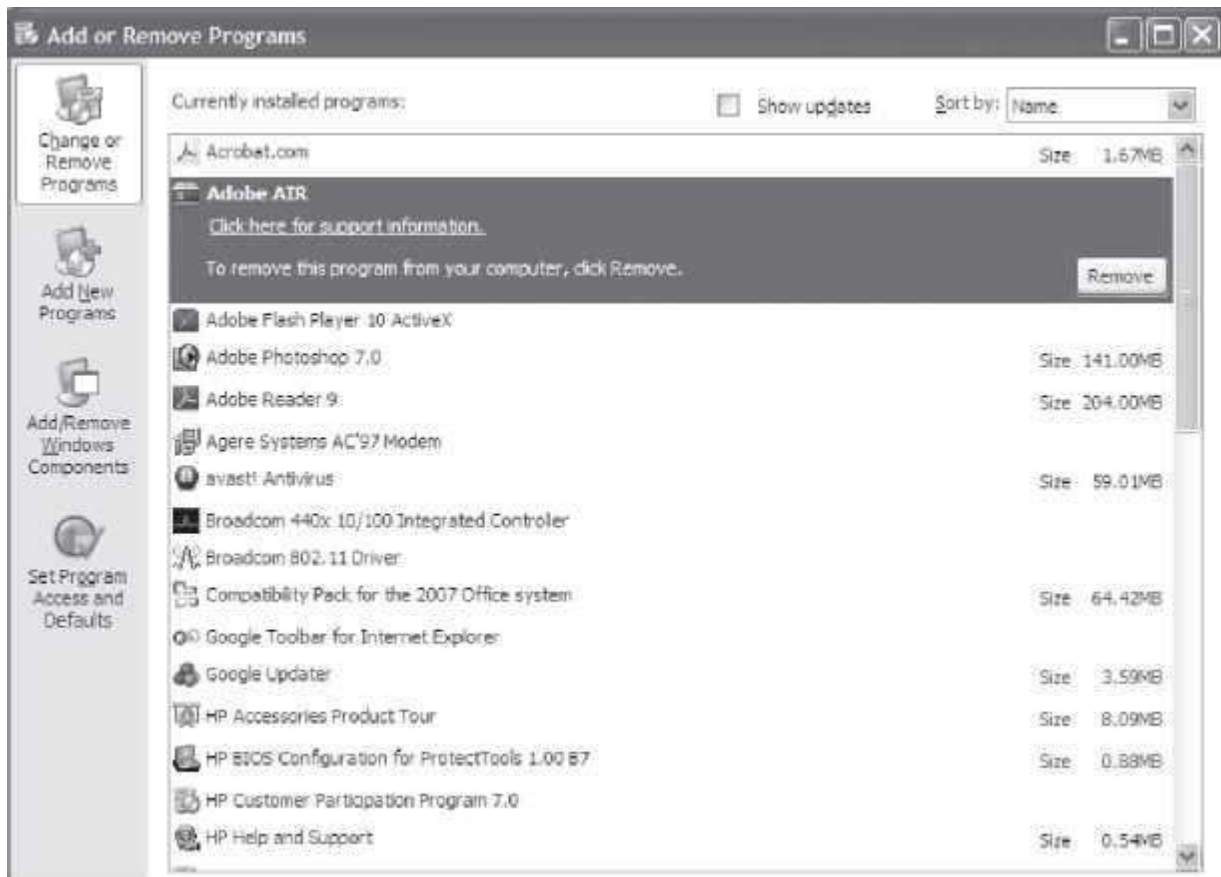 Add or Remove Programs
Change or
Remove
Programs
Add New
Programs
Add/Remove
Windows
Components
Set Program
Access and
Defaults
Currently installed programs:
Show updates
Sort by: Name
Acrobat.com Size 1.67MB
Adobe AIR
Click here for support information.
To remove this program from your computer, click Remove.
Remove
Adobe Flash Player 10 ActiveX
Adobe Photoshop 7.0 Size 141.00MB
Adobe Reader 9 Size 204.00MB
Agere Systems AC'97 Modem
avast! Antivirus Size 59.01MB
Broadcom 440x 10/100 Integrated Controller
Broadcom 802.11 Driver
Compatibility Pack for the 2007 Office system Size 64.42MB
Google Toolbar for Internet Explorer
Google Updater Size 3.59MB
HP Accessories Product Tour Size 8.09MB
HP BIOS Configuration for ProtectTools 1.00 B7 Size 0.88MB
HP Customer Participation Program 7.0
HP Help and Support Size 0.54MB